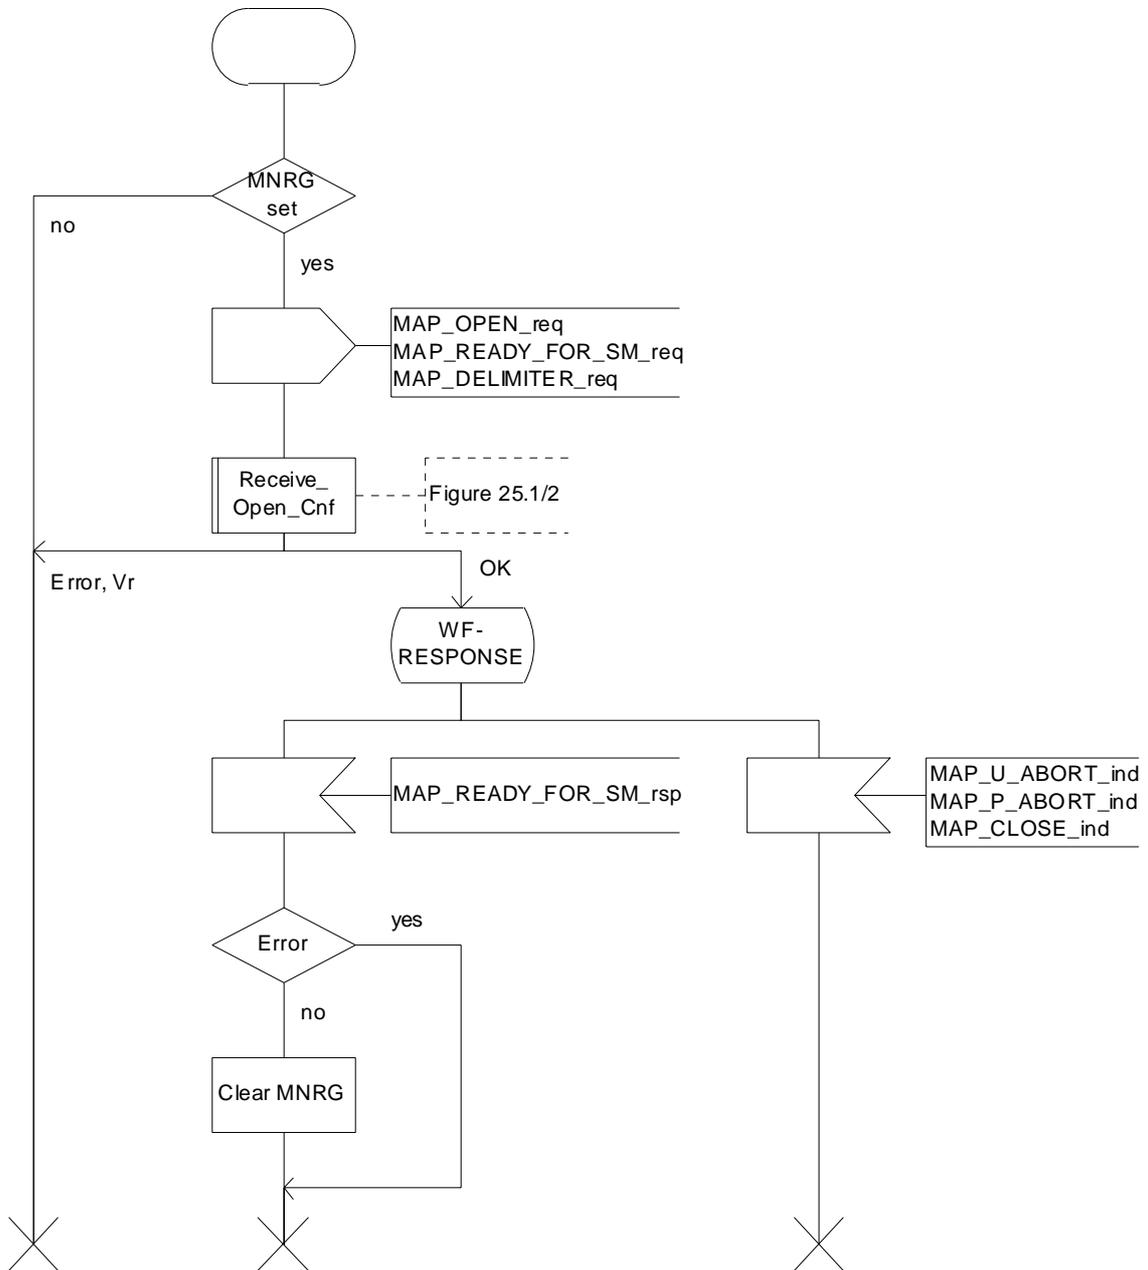 MNRG
set
no
yes
MAP_OPEN_req
MAP_READY_FOR_SM_req
MAP_DELIMITER_req
Receive_
Open_Cnf
Figure 25.1/2
Error, Vr
OK
WF-
RESPONSE
MAP_READY_FOR_SM_rsp
MAP_U_ABORT_ind
MAP_P_ABORT_ind
MAP_CLOSE_ind
Error
yes
no
Clear MNRG